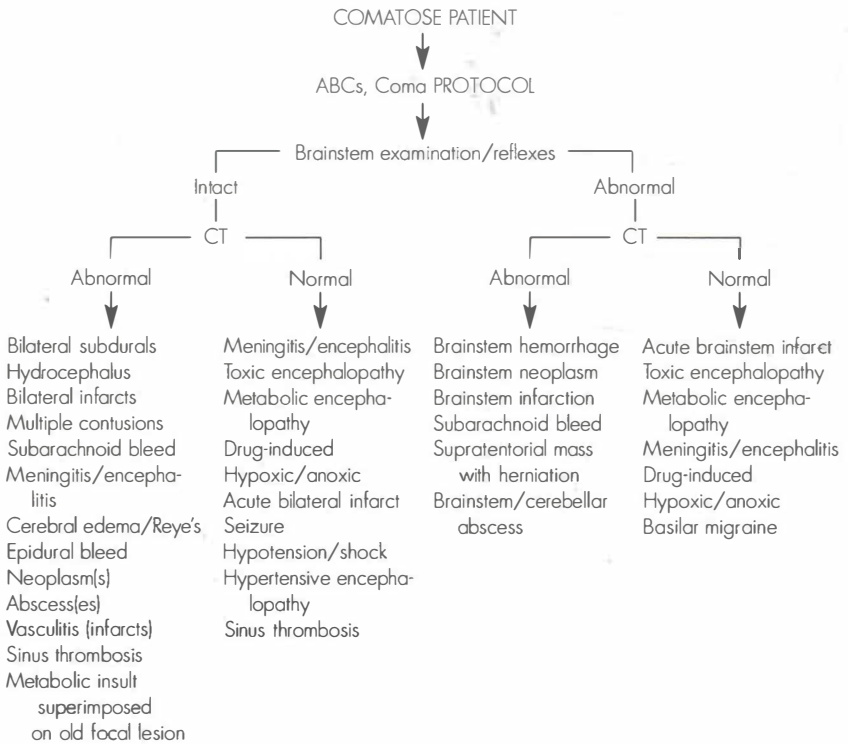 COMATOSE PATIENT
ABCs, Coma PROTOCOL
Brainstem examination/reflexes
Intact
Abnormal
CT
CT
Abnormal
Normal
Abnormal
Normal
Bilateral subdurals
Hydrocephalus
Bilateral infarcts
Multiple contusions
Subarachnoid bleed
Meningitis/encepha-
litis
Cerebral edema/Reye's
Epidural bleed
Neoplasm(s)
Abscess(es)
Vasculitis (infarcts)
Sinus thrombosis
Metabolic insult
superimposed
on old focal lesion
Meningitis/encephalitis
Toxic encephalopathy
Metabolic encepha-
lopathy
Drug-induced
Hypoxic/anoxic
Acute bilateral infarct
Seizure
Hypotension/shock
Hypertensive encepha-
lopathy
Sinus thrombosis
Brainstem hemorrhage
Brainstem neoplasm
Brainstem infarction
Subarachnoid bleed
Supratentorial mass
with herniation
Brainstem/cerebellar
abscess
Acute brainstem infarct
Toxic encephalopathy
Metabolic encepha-
lopathy
Meningitis/encephalitis
Drug-induced
Hypoxic/anoxic
Basilar migraine